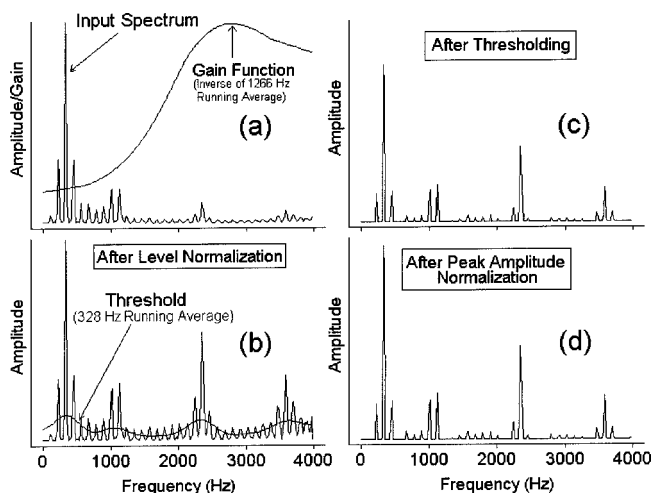 Input Spectrum
Gain Function
(Inverse of 1266 Hz
Running Average)
(a)
Amplitude/Gain
After Level Normalization
Threshold
(328 Hz Running Average)
(b)
Amplitude
0 1000 2000 3000 4000
Frequency (Hz)
After Thresholding
(c)
Amplitude
After Peak Amplitude
Normalization
(d)
Amplitude
0 1000 2000 3000 4000
Frequency (Hz)